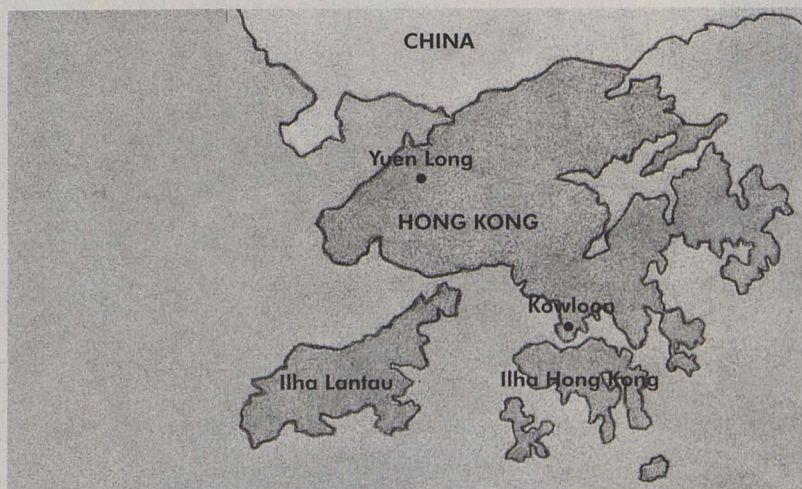 CHINA
Yuen Long
HONG KONG
Kowloon
Ilha Lantau
Ilha Hong Kong